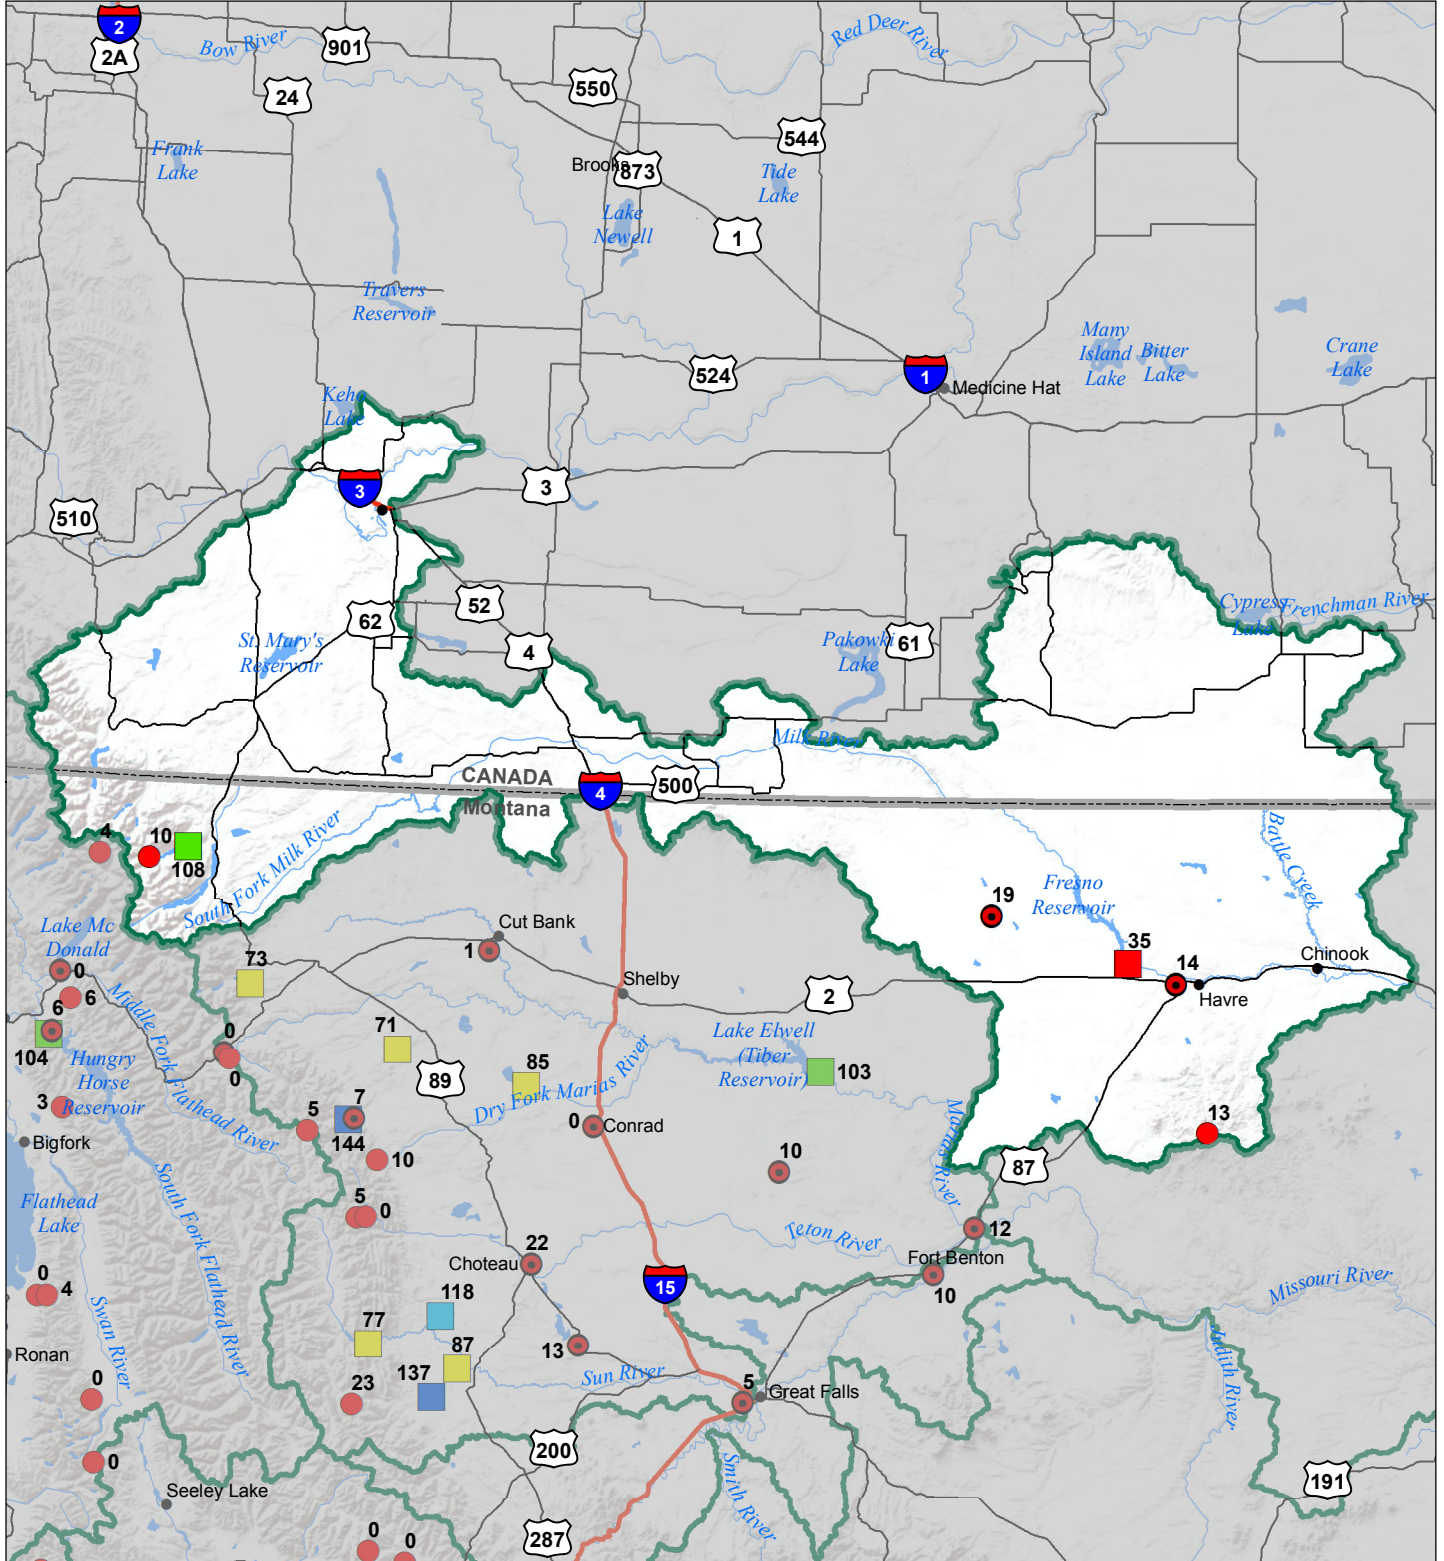 2
2A
Bow River
901
24
550
Red Deer River
544
Frank
Lake
Brooks
873
Tide
Lake
Lake
Newell
1
Travers
Reservoir
Many
Island
Lake
Bitter
Lake
Crane
Lake
524
1
Medicine Hat
Keho
Lake
3
3
510
62
52
4
St. Mary's
Reservoir
Pakowki
Lake
61
Cypress
Lake
Frenchman River
Milk River
CANADA
Montana
4
500
4
10
108
South Fork Milk River
Battle Creek
19
Fresno
Reservoir
35
14
Havre
Chinook
Lake Mc
Donald
0
6
6
104
73
Cut Bank
1
Shelby
2
Middle Fork Flathead River
0
0
71
89
85
Lake Elwell
(Tiber
Reservoir)
103
Hungry
Horse
Reservoir
3
Dry Fork Marias River
Marias River
Bigfork
5
7
144
10
0
Conrad
10
13
87
South Fork Flathead River
Flathead
Lake
5
0
Teton River
12
Fort Benton
10
Choteau
22
15
Missouri River
0
4
Swan River
118
77
87
137
13
Sun River
Judith River
Ronan
0
23
5
Great Falls
0
200
Smith River
191
Seeley Lake
0
0
287